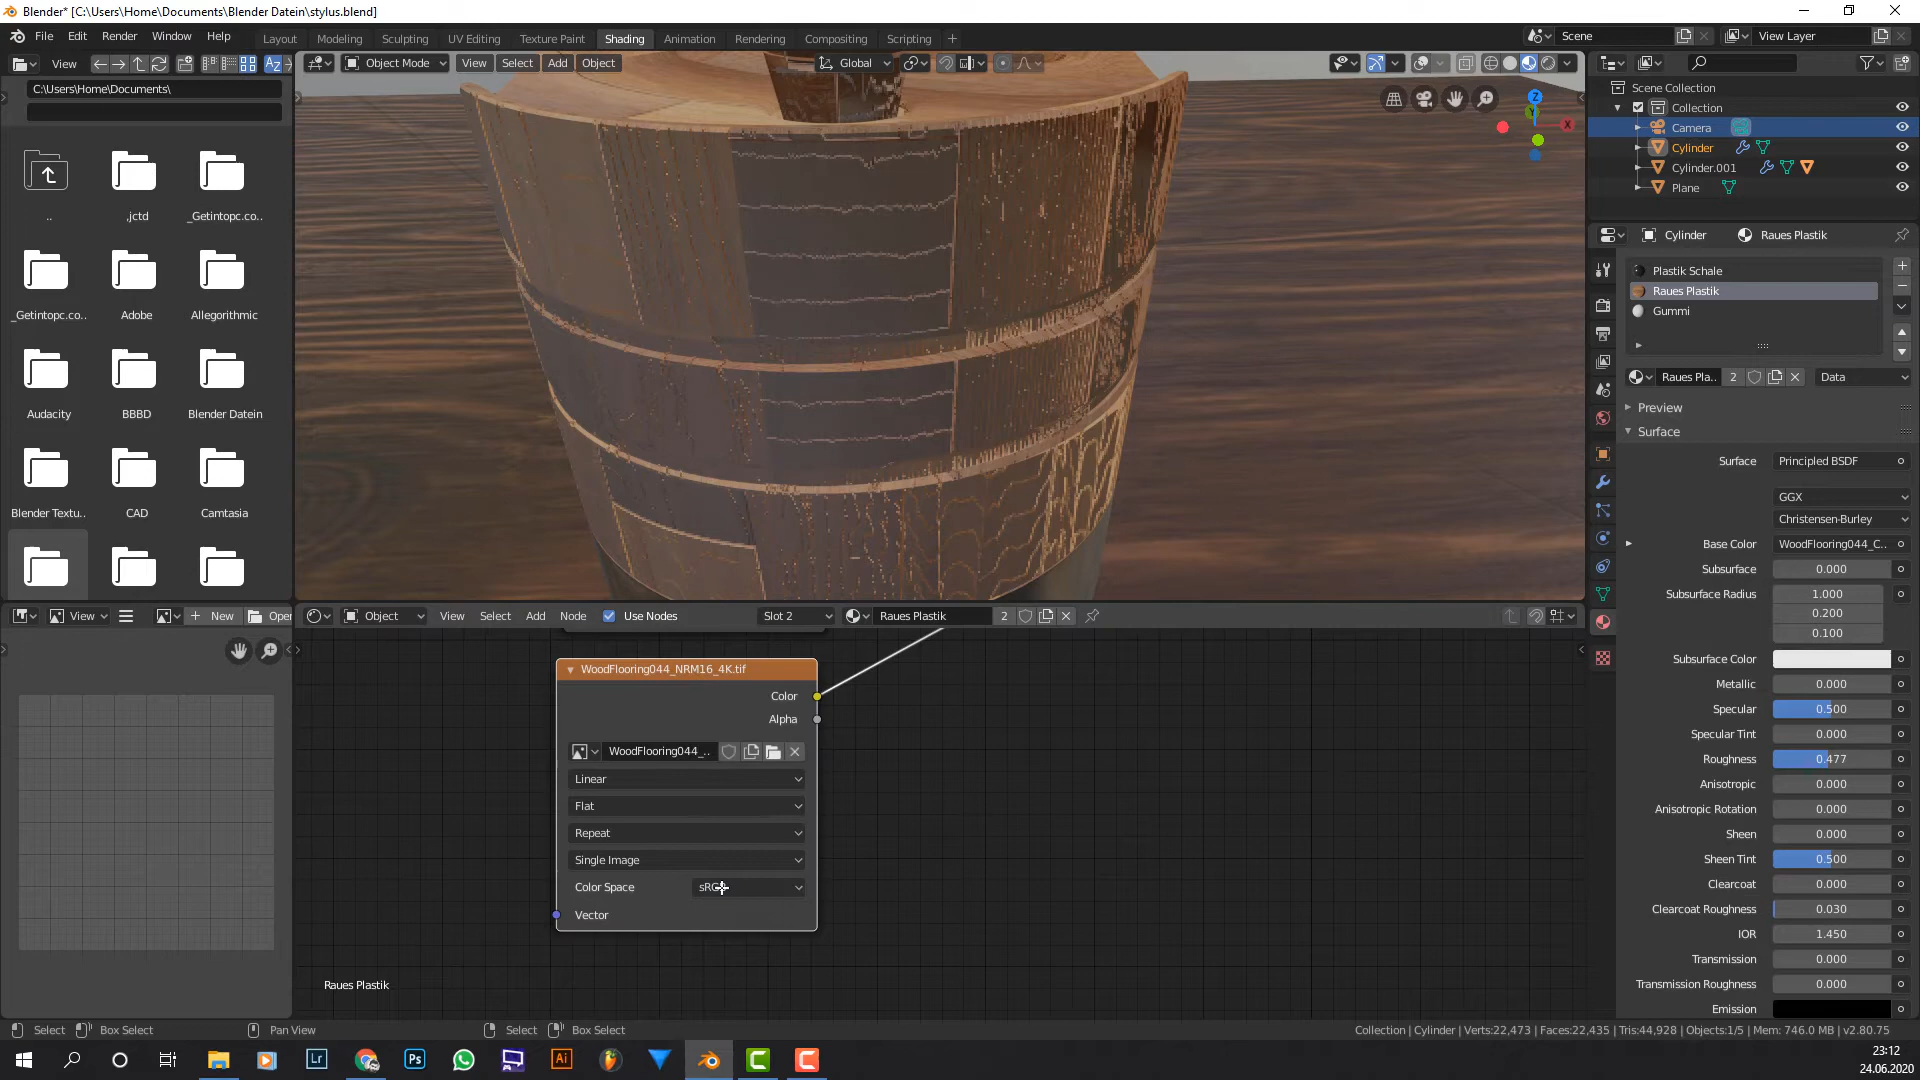 Blender* [C:\Users\Home\Documents\Blender Datein\stylus.blend]
File Edit Render Window Help
Layout Modeling Sculpting UV Editing Texture Paint Shading Animation Rendering Compositing Scripting
Scene
View Layer
View
C:\Users\Home\Documents\
..
.jctd
_Getintopc.co..
_Getintopc.co..
Adobe
Allegorithmic
Audacity
BBBD
Blender Datein
Blender Textu..
CAD
Camtasia
Object Mode View Select Add Object
Global
Scene Collection
Collection
Camera
Cylinder
Cylinder.001
Plane
Cylinder Raues Plastik
Plastik Schale
Raues Plastik
Gummi
Raues Pla.. 2 Data
Preview
Surface
Surface Principled BSDF
GGX
Christensen-Burley
Base Color WoodFlooring044_C..
Subsurface 0.000
Subsurface Radius 1.000
0.200
0.100
Subsurface Color
Metallic 0.000
Specular 0.500
Specular Tint 0.000
Roughness 0.477
Anisotropic 0.000
Anisotropic Rotation 0.000
Sheen 0.000
Sheen Tint 0.500
Clearcoat 0.000
Clearcoat Roughness 0.030
IOR 1.450
Transmission 0.000
Transmission Roughness 0.000
Emission
View New Open
Object View Select Add Node Use Nodes Slot 2 Raues Plastik 2
WoodFlooring044_NRM16_4K.tif
Color
Alpha
WoodFlooring044_..
Linear
Flat
Repeat
Single Image
Color Space
Vector
Raues Plastik
Select Box Select Pan View Select Box Select
Collection | Cylinder | Verts:22,473 | Faces:22,435 | Tris:44,928 | Objects:1/5 | Mem: 746.0 MB | v2.80.75
23:12
24.06.2020